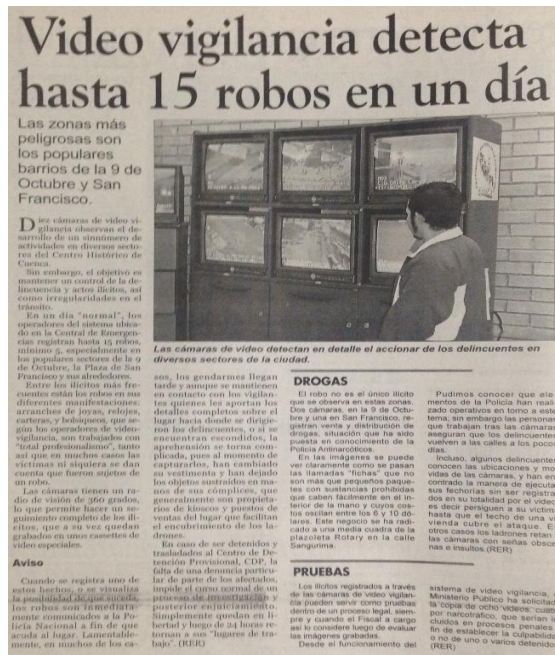 Video vigilancia detecta
hasta 15 robos en un día
Las zonas más
peligrosas son
los populares
barrios de la 9 de
Octubre y San
Francisco.
Diez cámaras de video vi-
gilancia observan el de-
sarrollo de un sinnúmero de
actividades en diversos secto-
res del Centro Histórico de
Cuenca.
Sin embargo, el objetivo es
mantener un control de la de-
lincuencia y actos ilícitos, así
como irregularidades en el
tránsito.
En un día "normal", los
operadores del sistema ubica-
do en la Central de Emergen-
cias registran hasta 15 robos,
mínimo 5, especialmente en
los populares sectores de la 9
de Octubre, la Plaza de San
Francisco y sus alrededores.
Entre los ilícitos más fre-
cuentes están los robos en sus
diferentes manifestaciones:
arranches de joyas, relojes,
carteras, y bolsiqueos, que se-
gún los operadores de video-
vigilancia, son trabajados con
"total profesionalismo", tanto
así que en muchos casos las
víctimas ni siquiera se dan
cuenta que fueron sujetos de
un robo.
Las cámaras tienen un ra-
dio de visión de 360 grados,
lo que permite hacer un se-
guimiento completo de los ilí-
citos, que a su vez quedan
grabados en unos cassettes de
video especiales.
Aviso
Cuando se registra uno de
estos hechos, o se visualiza
la posibilidad de que suceda,
los robos son inmediata-
mente comunicados a la Po-
licía Nacional a fin de que
acuda al lugar. Lamentable-
mente, en muchos de los ca-
sos, los gendarmes llegan
tarde y aunque se mantienen
en contacto con los vigilan-
tes quienes les aportan los
detalles completos sobre el
lugar hacia donde se dirigie-
ron los delincuentes, o si se
encuentran escondidos, la
aprehensión se torna com-
plicada, pues al momento de
capturarlos, han cambiado
su vestimenta y han dejado
los objetos sustraídos en ma-
nos de sus cómplices, que
generalmente son propieta-
rios de kioscos y puestos de
ventas del lugar que facilitan
el encubrimiento de los la-
drones.
En caso de ser detenidos y
trasladados al Centro de De-
tención Provisional, CDP, la
falta de una denuncia particu-
lar de parte de los afectados,
impide el curso normal de un
proceso de investigación y
posterior enjuiciamiento.
Simplemente quedan en li-
bertad y luego de 24 horas re-
tornan a sus "lugares de tra-
bajo". (RER)
Las cámaras de video detectan en detalle el accionar de los delincuentes en
diversos sectores de la ciudad.
DROGAS
El robo no es el único ilícito
que se observa en estas zonas.
Dos cámaras, en la 9 de Octu-
bre y una en San Francisco, re-
gistran venta y distribución de
drogas, situación que ha sido
puesta en conocimiento de la
Policía Antinarcóticos.
En las imágenes se puede
ver claramente como se pasan
las llamadas "fichas" que no
son más que pequeños paque-
tes con sustancias prohibidas
que caben fácilmente en el in-
terior de la mano y cuyos cos-
tos oscilan entre los 6 y 10 dó-
lares. Este negocio se ha radi-
cado a una media cuadra de la
plazoleta Rotary en la calle
Sangurima.
Pudimos conocer que ele-
mentos de la Policía han reali-
zado operativos en torno a este
tema; sin embargo las personas
que trabajan tras las cámaras
aseguran que los delincuentes
vuelven a las calles a los pocos
días.
Incluso, algunos delincuentes
conocen las ubicaciones y mo-
vidas de las cámaras, y han en-
contrado la manera de ejecutar
sus fechorías sin ser registra-
dos en su totalidad por el video,
es decir persiguen a su víctima
hasta que el techo de una vi-
vienda cubre el ataque. En
otros casos los ladrones retan a
las cámaras con señas obsce-
nas e insultos.(RER)
PRUEBAS
Los ilícitos registrados a través
de las cámaras de video vigilan-
cia pueden servir como pruebas
dentro de un proceso legal, siem-
pre y cuando el Fiscal a cargo
así lo considere luego de evaluar
las imágenes grabadas.
Desde el funcionamiento del
sistema de video vigilancia, el
Ministerio Público ha solicitado
la copia de ocho videos, cuatro
por narcotráfico, que serían in-
cluidos en procesos penales a
fin de establecer la culpabilidad
o no de uno o varios detenidos.
(RER)